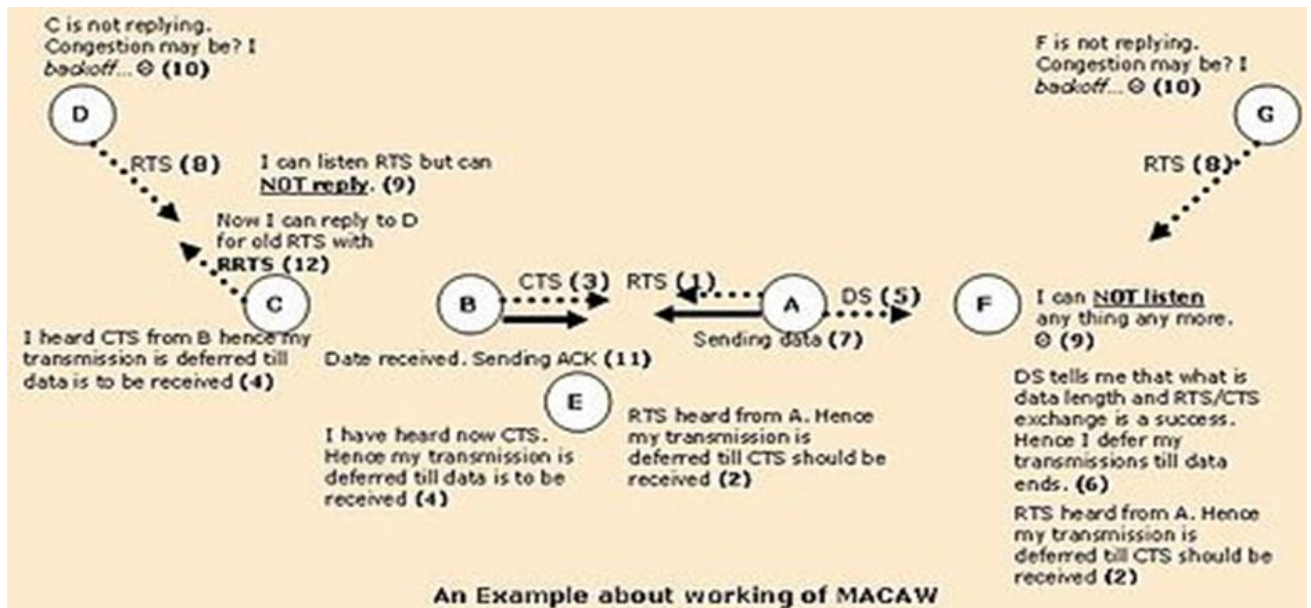 C is not replying.
Congestion may be? I
backoff... ☹ (10)
D
RTS (8)
I can listen RTS but can
NOT reply. (9)
Now I can reply to D
for old RTS with
RRTS (12)
C
I heard CTS from B hence my
transmission is deferred till
data is to be received (4)
B
CTS (3)
RTS (1)
A
DS (5)
Sending data (7)
Date received. Sending ACK (11)
E
I have heard now CTS.
Hence my transmission is
deferred till data is to be
received (4)
RTS heard from A. Hence
my transmission is
deferred till CTS should be
received (2)
F is not replying.
Congestion may be? I
backoff... ☹ (10)
G
RTS (8)
F
I can NOT listen
any thing any more.
☹ (9)
DS tells me that what is
data length and RTS/CTS
exchange is a success.
Hence I defer my
transmissions till data
ends. (6)
RTS heard from A. Hence
my transmission is
deferred till CTS should be
received (2)
An Example about working of MACAW